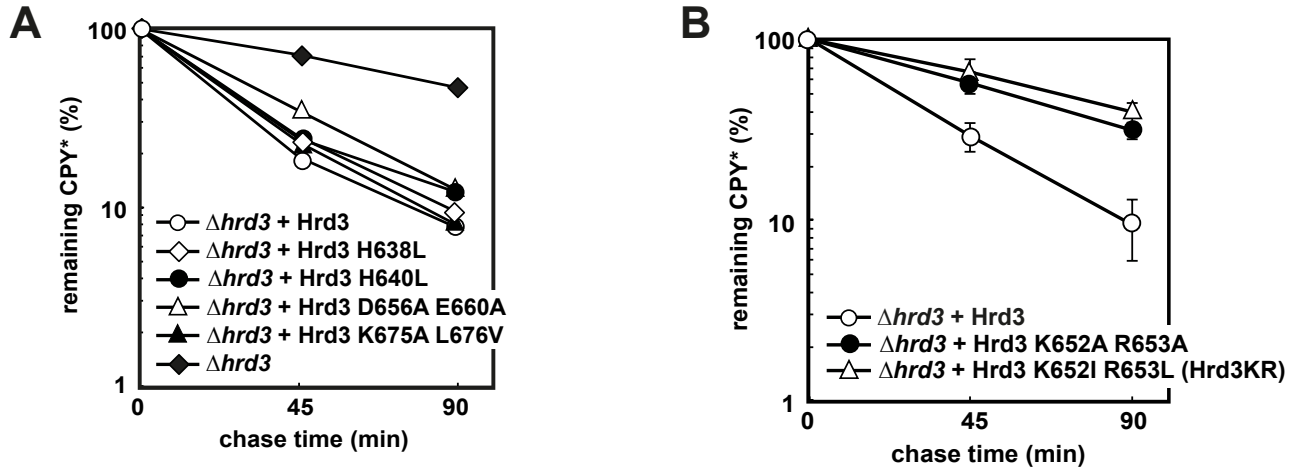 A
remaining CPY* (%)
100
10
1
Δhrd3 + Hrd3
Δhrd3 + Hrd3 H638L
Δhrd3 + Hrd3 H640L
Δhrd3 + Hrd3 D656A E660A
Δhrd3 + Hrd3 K675A L676V
Δhrd3
0 45 90
chase time (min)
B
remaining CPY* (%)
100
10
1
Δhrd3 + Hrd3
Δhrd3 + Hrd3 K652A R653A
Δhrd3 + Hrd3 K652I R653L (Hrd3KR)
0 45 90
chase time (min)